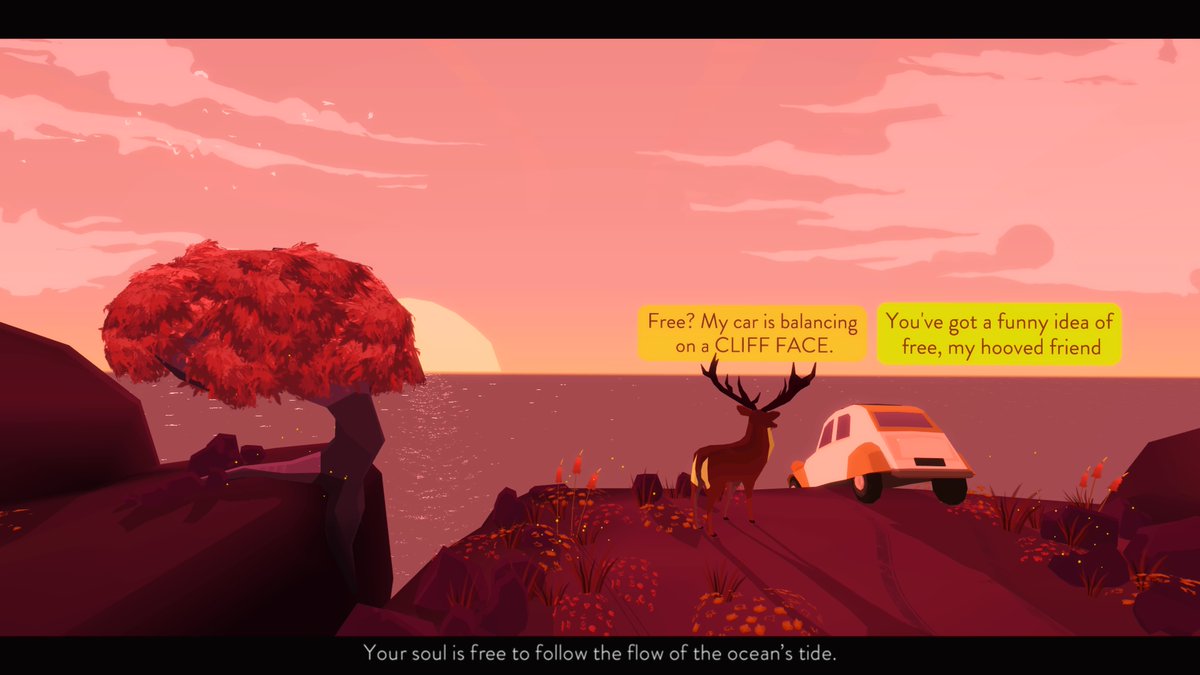 Free? My car is balancing
on a CLIFF FACE.
You've got a funny idea of
free, my hooved friend
Your soul is free to follow the flow of the ocean's tide.